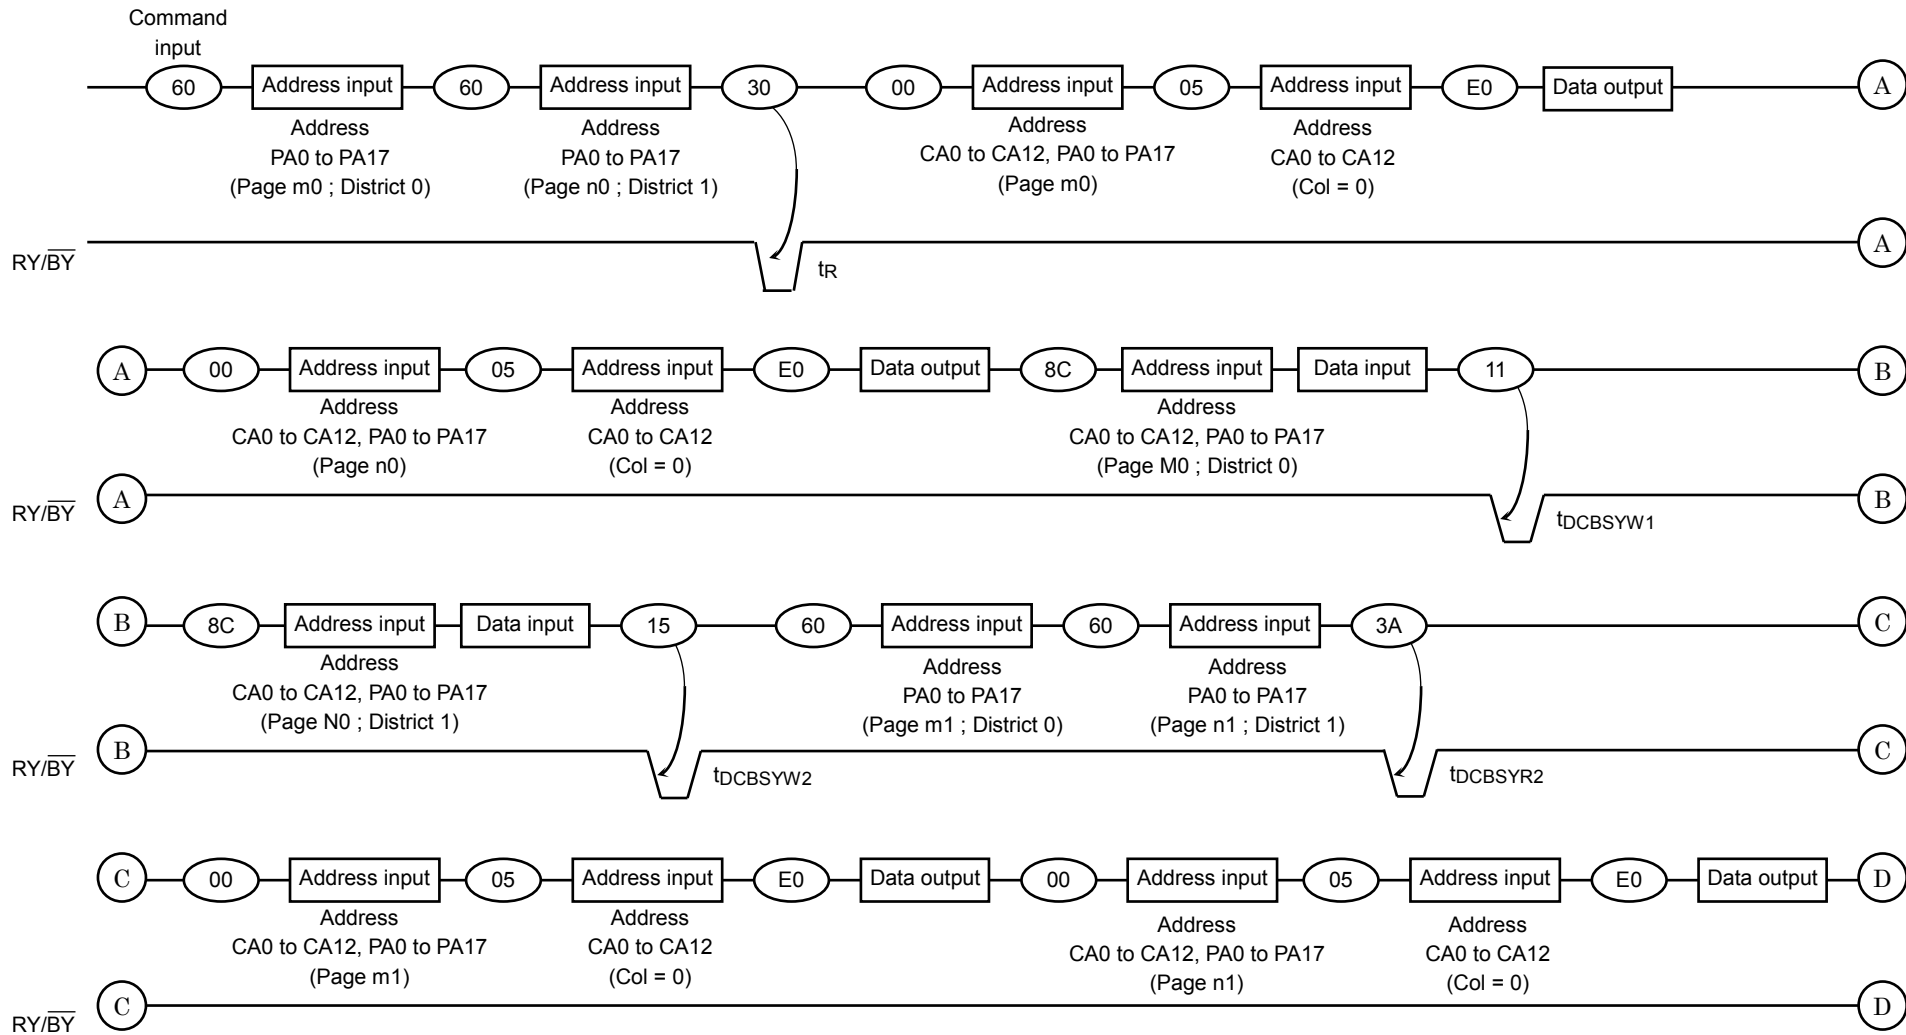 Command
input
60 Address input 60 Address input 30 00 Address input 05 Address input E0 Data output A
Address Address Address Address
PA0 to PA17 PA0 to PA17 CA0 to CA12, PA0 to PA17 CA0 to CA12
(Page m0 ; District 0) (Page n0 ; District 1) (Page m0) (Col = 0)
RY/BY tR A
A 00 Address input 05 Address input E0 Data output 8C Address input Data input 11 B
Address Address Address
CA0 to CA12, PA0 to PA17 CA0 to CA12 CA0 to CA12, PA0 to PA17
(Page n0) (Col = 0) (Page M0 ; District 0)
RY/BY A tDCBSYW1 B
B 8C Address input Data input 15 60 Address input 60 Address input 3A C
Address Address Address
CA0 to CA12, PA0 to PA17 PA0 to PA17 PA0 to PA17
(Page N0 ; District 1) (Page m1 ; District 0) (Page n1 ; District 1)
RY/BY B tDCBSYW2 tDCBSYR2 C
C 00 Address input 05 Address input E0 Data output 00 Address input 05 Address input E0 Data output D
Address Address Address Address
CA0 to CA12, PA0 to PA17 CA0 to CA12 CA0 to CA12, PA0 to PA17 CA0 to CA12
(Page m1) (Col = 0) (Page n1) (Col = 0)
RY/BY C D